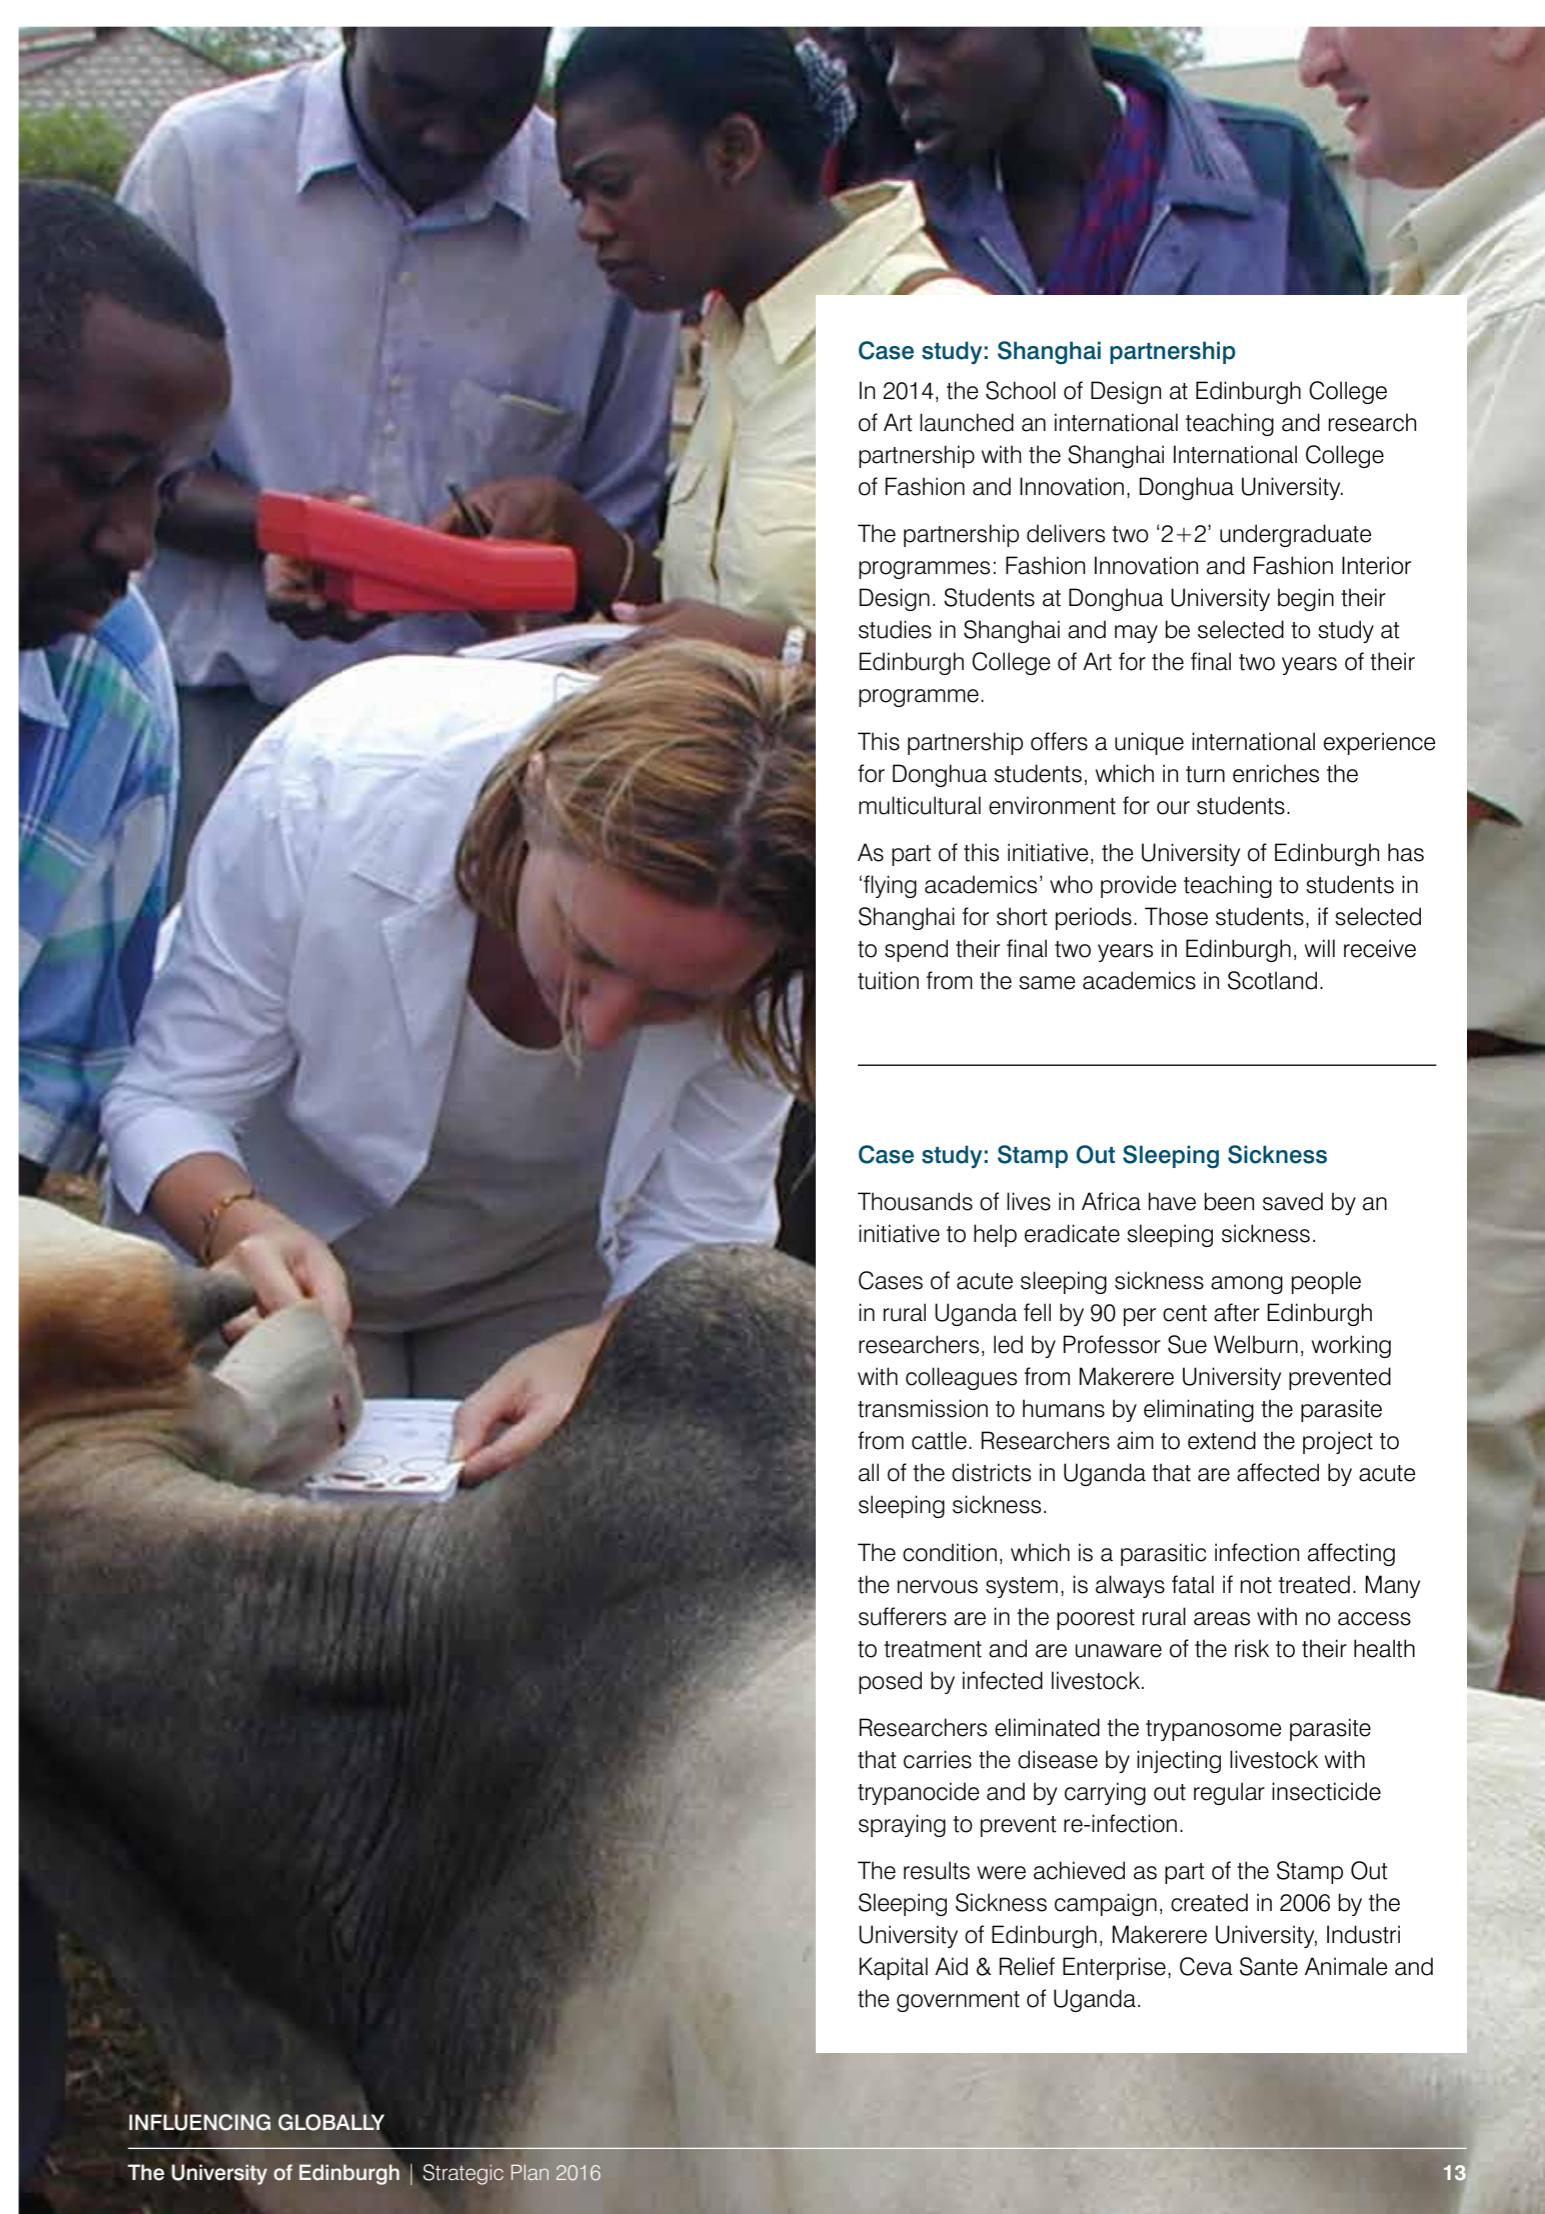 Case study: Shanghai partnership
In 2014, the School of Design at Edinburgh College
of Art launched an international teaching and research
partnership with the Shanghai International College
of Fashion and Innovation, Donghua University.
The partnership delivers two ‘2+2’ undergraduate
programmes: Fashion Innovation and Fashion Interior
Design. Students at Donghua University begin their
studies in Shanghai and may be selected to study at
Edinburgh College of Art for the final two years of their
programme.
This partnership offers a unique international experience
for Donghua students, which in turn enriches the
multicultural environment for our students.
As part of this initiative, the University of Edinburgh has
‘flying academics’ who provide teaching to students in
Shanghai for short periods. Those students, if selected
to spend their final two years in Edinburgh, will receive
tuition from the same academics in Scotland.
Case study: Stamp Out Sleeping Sickness
Thousands of lives in Africa have been saved by an
initiative to help eradicate sleeping sickness.
Cases of acute sleeping sickness among people
in rural Uganda fell by 90 per cent after Edinburgh
researchers, led by Professor Sue Welburn, working
with colleagues from Makerere University prevented
transmission to humans by eliminating the parasite
from cattle. Researchers aim to extend the project to
all of the districts in Uganda that are affected by acute
sleeping sickness.
The condition, which is a parasitic infection affecting
the nervous system, is always fatal if not treated. Many
sufferers are in the poorest rural areas with no access
to treatment and are unaware of the risk to their health
posed by infected livestock.
Researchers eliminated the trypanosome parasite
that carries the disease by injecting livestock with
trypanocide and by carrying out regular insecticide
spraying to prevent re-infection.
The results were achieved as part of the Stamp Out
Sleeping Sickness campaign, created in 2006 by the
University of Edinburgh, Makerere University, Industri
Kapital Aid & Relief Enterprise, Ceva Sante Animale and
the government of Uganda.
INFLUENCING GLOBALLY
The University of Edinburgh | Strategic Plan 2016 13